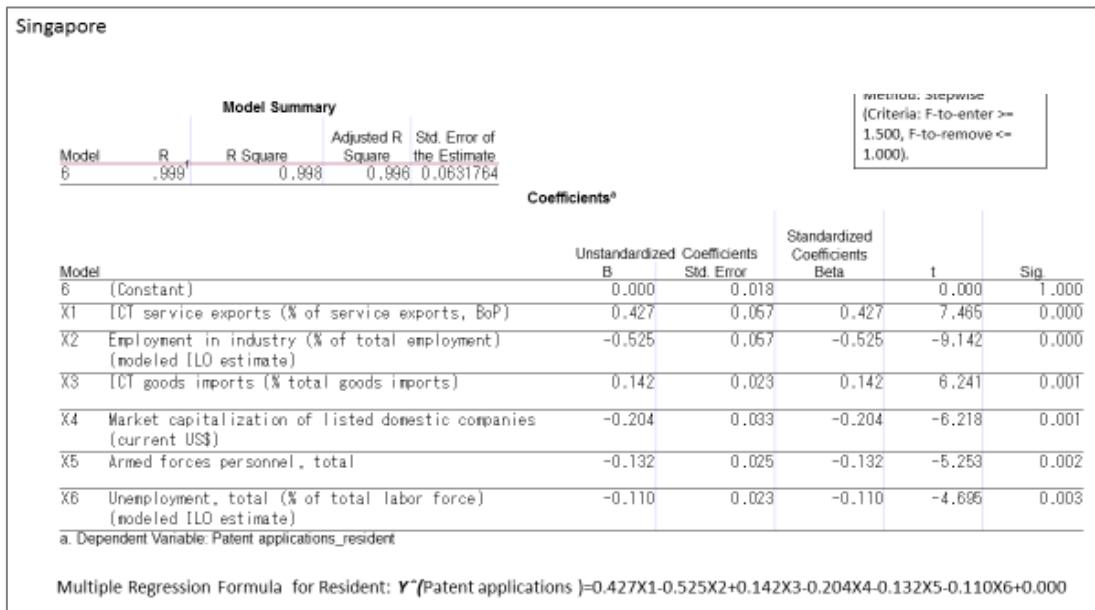 Singapore
Method: Stepwise
(Criteria: F-to-enter >=
1.500, F-to-remove <=
1.000).
Model Summary
Model R R Square Adjusted R Square Std. Error of the Estimate
6 .999f 0.998 0.996 0.0631764
Coefficientsa
Model Unstandardized Coefficients B Std. Error Standardized Coefficients Beta t Sig.
6 (Constant) 0.000 0.018 0.000 1.000
X1 ICT service exports (% of service exports, BoP) 0.427 0.057 0.427 7.465 0.000
X2 Employment in industry (% of total employment) -0.525 0.057 -0.525 -9.142 0.000
(modeled ILO estimate)
X3 ICT goods imports (% total goods imports) 0.142 0.023 0.142 6.241 0.001
X4 Market capitalization of listed domestic companies -0.204 0.033 -0.204 -6.218 0.001
(current US$)
X5 Armed forces personnel, total -0.132 0.025 -0.132 -5.253 0.002
X6 Unemployment, total (% of total labor force) -0.110 0.023 -0.110 -4.695 0.003
(modeled ILO estimate)
a. Dependent Variable: Patent applications_resident
Multiple Regression Formula for Resident: Yˆ(Patent applications )=0.427X1-0.525X2+0.142X3-0.204X4-0.132X5-0.110X6+0.000